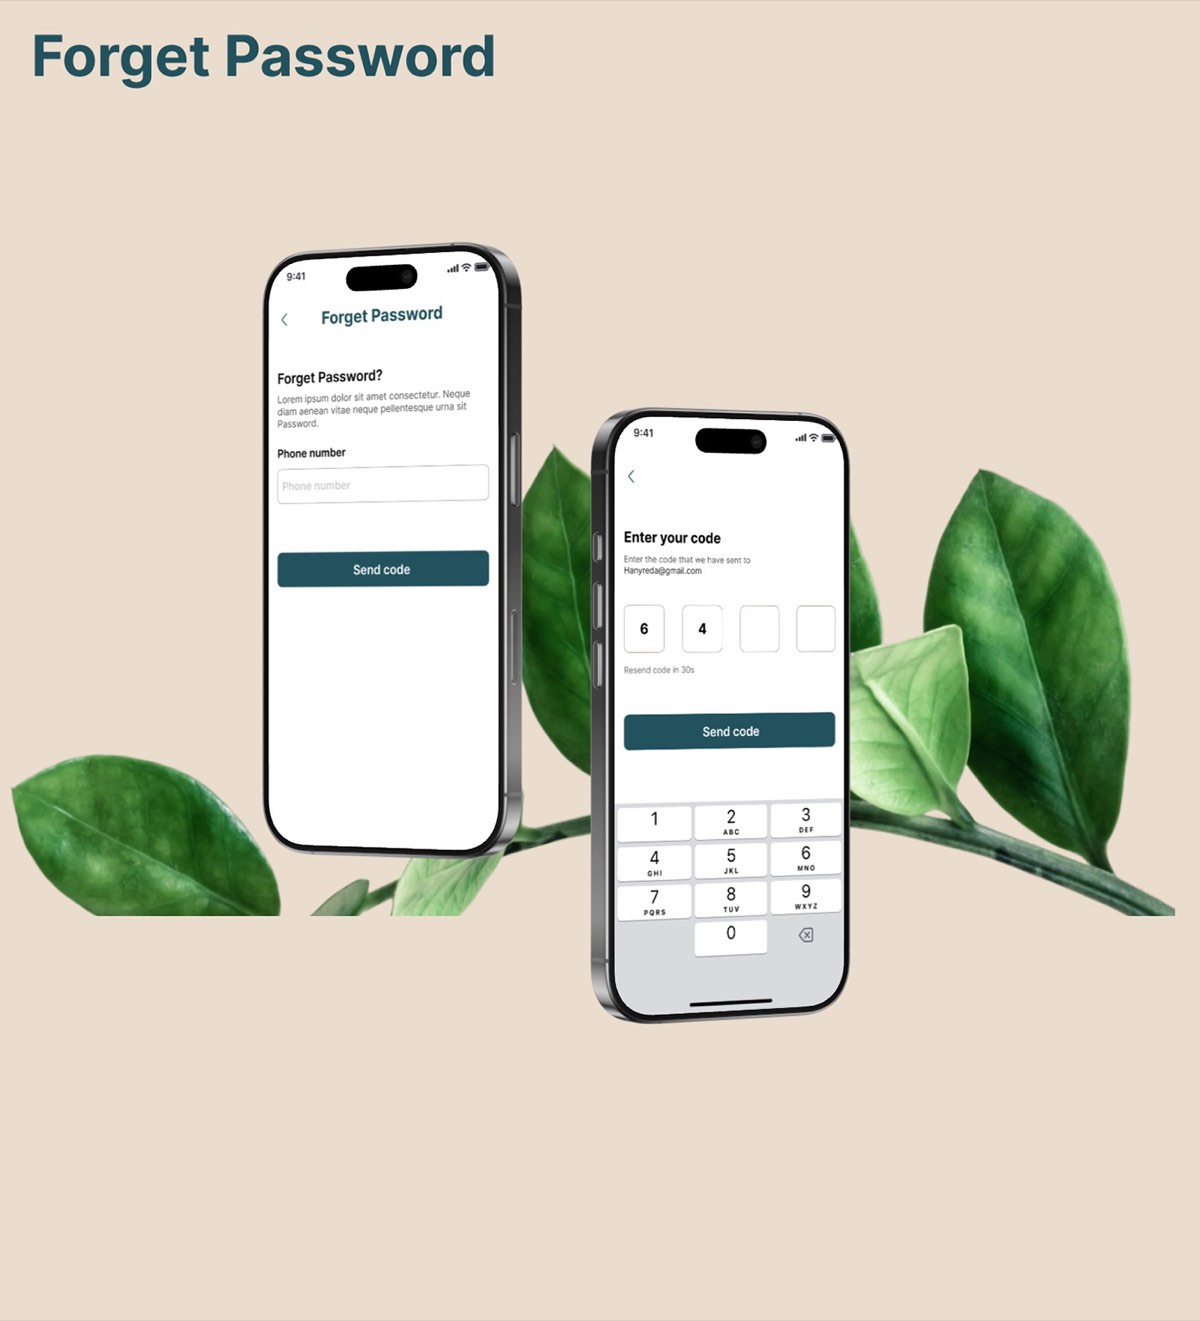 Forget Password
9:41
Forget Password
Forget Password?
Lorem ipsum dolor sit amet consectetur. Neque
diam aenean vitae neque pellentesque urna sit
Password.
Phone number
Phone number
Send code
9:41
Enter your code
Enter the code that we have sent to
Hanyreda@gmail.com
6 4
Resend code in 30s
Send code
1 2 3
ABC DEF
4 5 6
GHI JKL MNO
7 8 9
PQRS TUV WXYZ
0